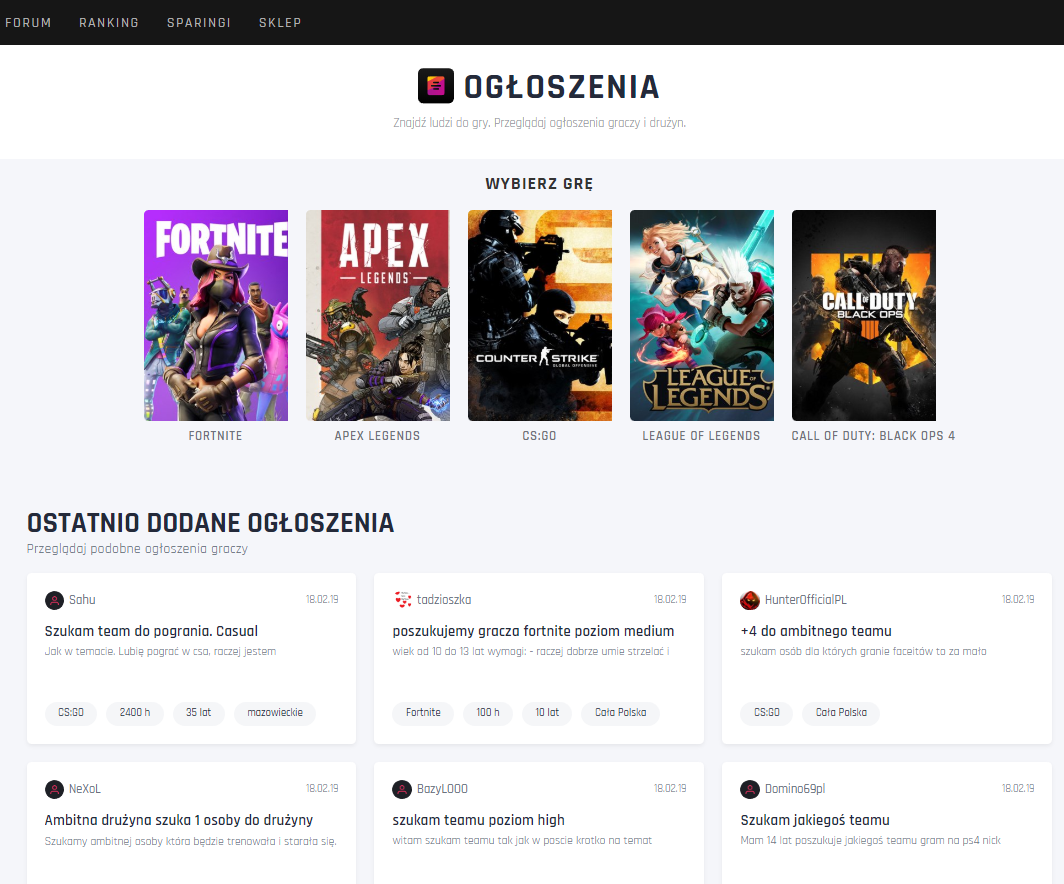 FORUM RANKING SPARINGI SKLEP
OGŁOSZENIA
Znajdź ludzi do gry. Przeglądaj ogłoszenia graczy i drużyn.
WYBIERZ GRĘ
FORTNITE
APEX
LEGENDS
COUNTER STRIKE
GLOBAL OFFENSIVE
LEAGUE OF
LEGENDS
CALL OF DUTY
BLACK OPS
IIII
FORTNITE
APEX LEGENDS
CS:GO
LEAGUE OF LEGENDS
CALL OF DUTY: BLACK OPS 4
OSTATNIO DODANE OGŁOSZENIA
Przeglądaj podobne ogłoszenia graczy
Sahu 18.02.19
Szukam team do pogrania. Casual
Jak w temacie. Lubię pograć w csa, raczej jestem
CS:GO 2400 h 35 lat mazowieckie
tadzioszka 18.02.19
poszukujemy gracza fortnite poziom medium
wiek od 10 do 13 lat wymogi: - raczej dobrze umie strzelać i
Fortnite 100 h 10 lat Cała Polska
HunterOfficialPL 18.02.19
+4 do ambitnego teamu
szukam osób dla których granie faceitów to za mało
CS:GO Cała Polska
NeXoL 18.02.19
Ambitna drużyna szuka 1 osoby do drużyny
Szukamy ambitnej osoby która będzie trenowała i starała się.
BazyLOOO 18.02.19
szukam teamu poziom high
witam szukam teamu tak jak w poscie krotka na temat
Domino69pl 18.02.19
Szukam jakiegoś teamu
Mam 14 lat poszukuje jakiegoś teamu gram na ps4 nick